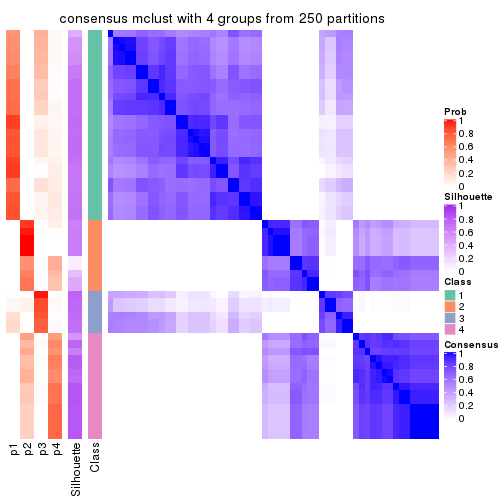 consensus mclust with 4 groups from 250 partitions
Prob
1
0.8
0.6
0.4
0.2
0
Silhouette
1
0.8
0.6
0.4
0.2
0
Class
1
2
3
4
Consensus
1
0.8
0.6
0.4
0.2
0
p1
p2
p3
p4
Silhouette
Class